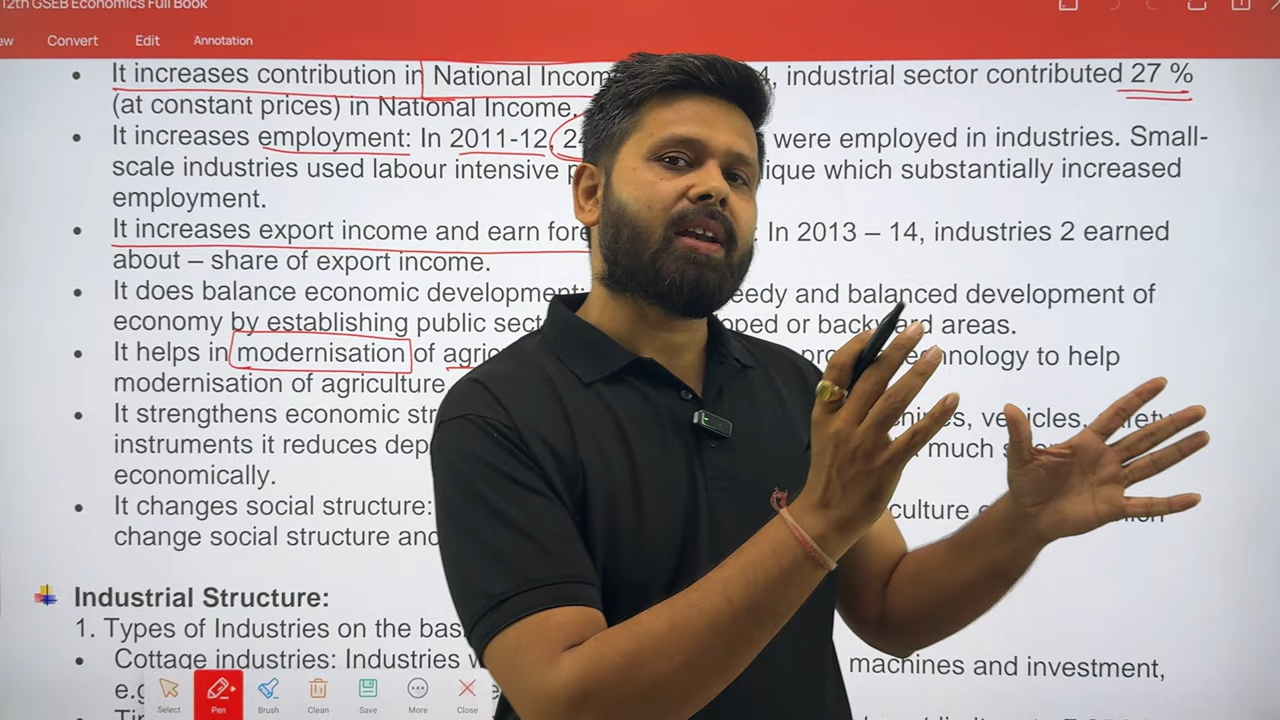 12th GSEB Economics Full Book
ew Convert Edit Annotation
• It increases contribution in National Incom 4, industrial sector contributed 27 %
(at constant prices) in National Income.
• It increases employment: In 2011-12, 2 were employed in industries. Small-
scale industries used labour intensive p ique which substantially increased
employment.
• It increases export income and earn fore In 2013 – 14, industries 2 earned
about – share of export income.
• It does balance economic development: eedy and balanced development of
economy by establishing public sect oped or backward areas.
• It helps in modernisation of agric pro technology to help
modernisation of agriculture
• It strengthens economic str hines, vehicles, afety
instruments it reduces dep much
economically.
• It changes social structure: culture
change social structure and
Industrial Structure:
1. Types of Industries on the bas
• Cottage industries: Industries w machines and investment,
e.g
Select Pen Brush Clean Save More Close